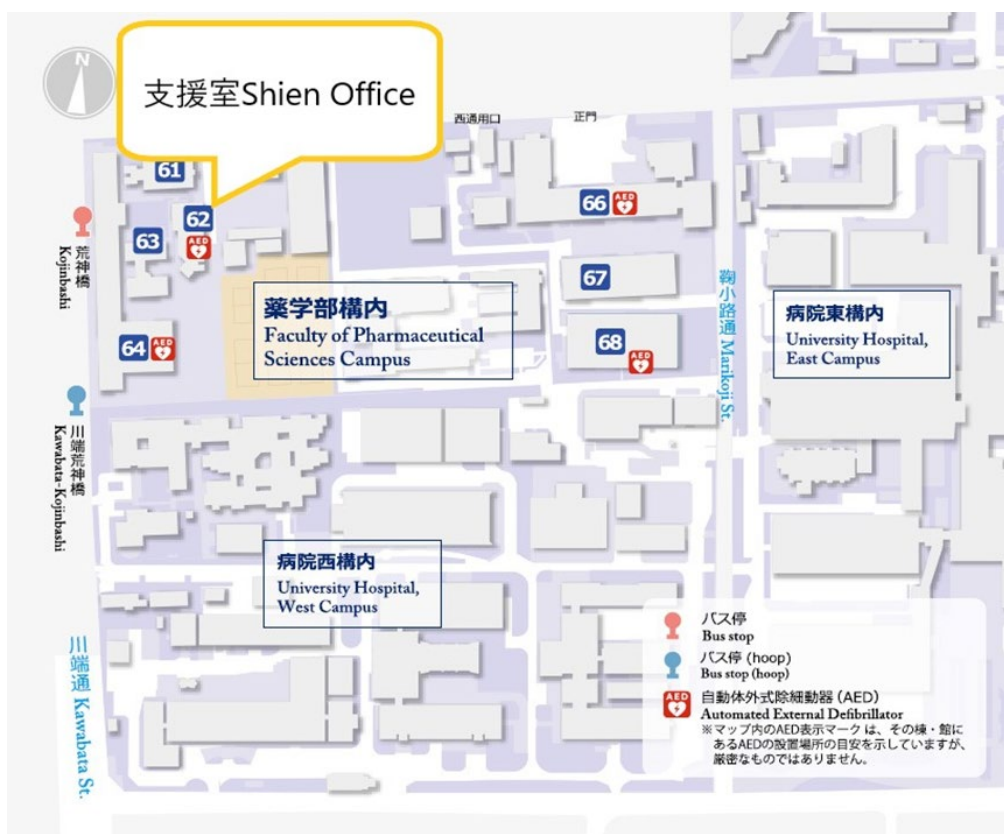 N
支援室Shien Office
西通用口
正門
61
62
AED
63
64
AED
66
AED
67
68
AED
荒神橋
Kojinbashi
川端荒神橋
Kawabata-Kojinbashi
薬学部構内
Faculty of Pharmaceutical
Sciences Campus
鞠小路通 Marikoji St.
病院東構内
University Hospital,
East Campus
病院西構内
University Hospital,
West Campus
川端通 Kawabata St.
バス停
Bus stop
バス停 (hoop)
Bus stop (hoop)
AED
自動体外式除細動器(AED)
Automated External Defibrillator
※マップ内のAED表示マークは、その棟・館に
あるAEDの設置場所の目安を示していますが、
厳密なものではありません。